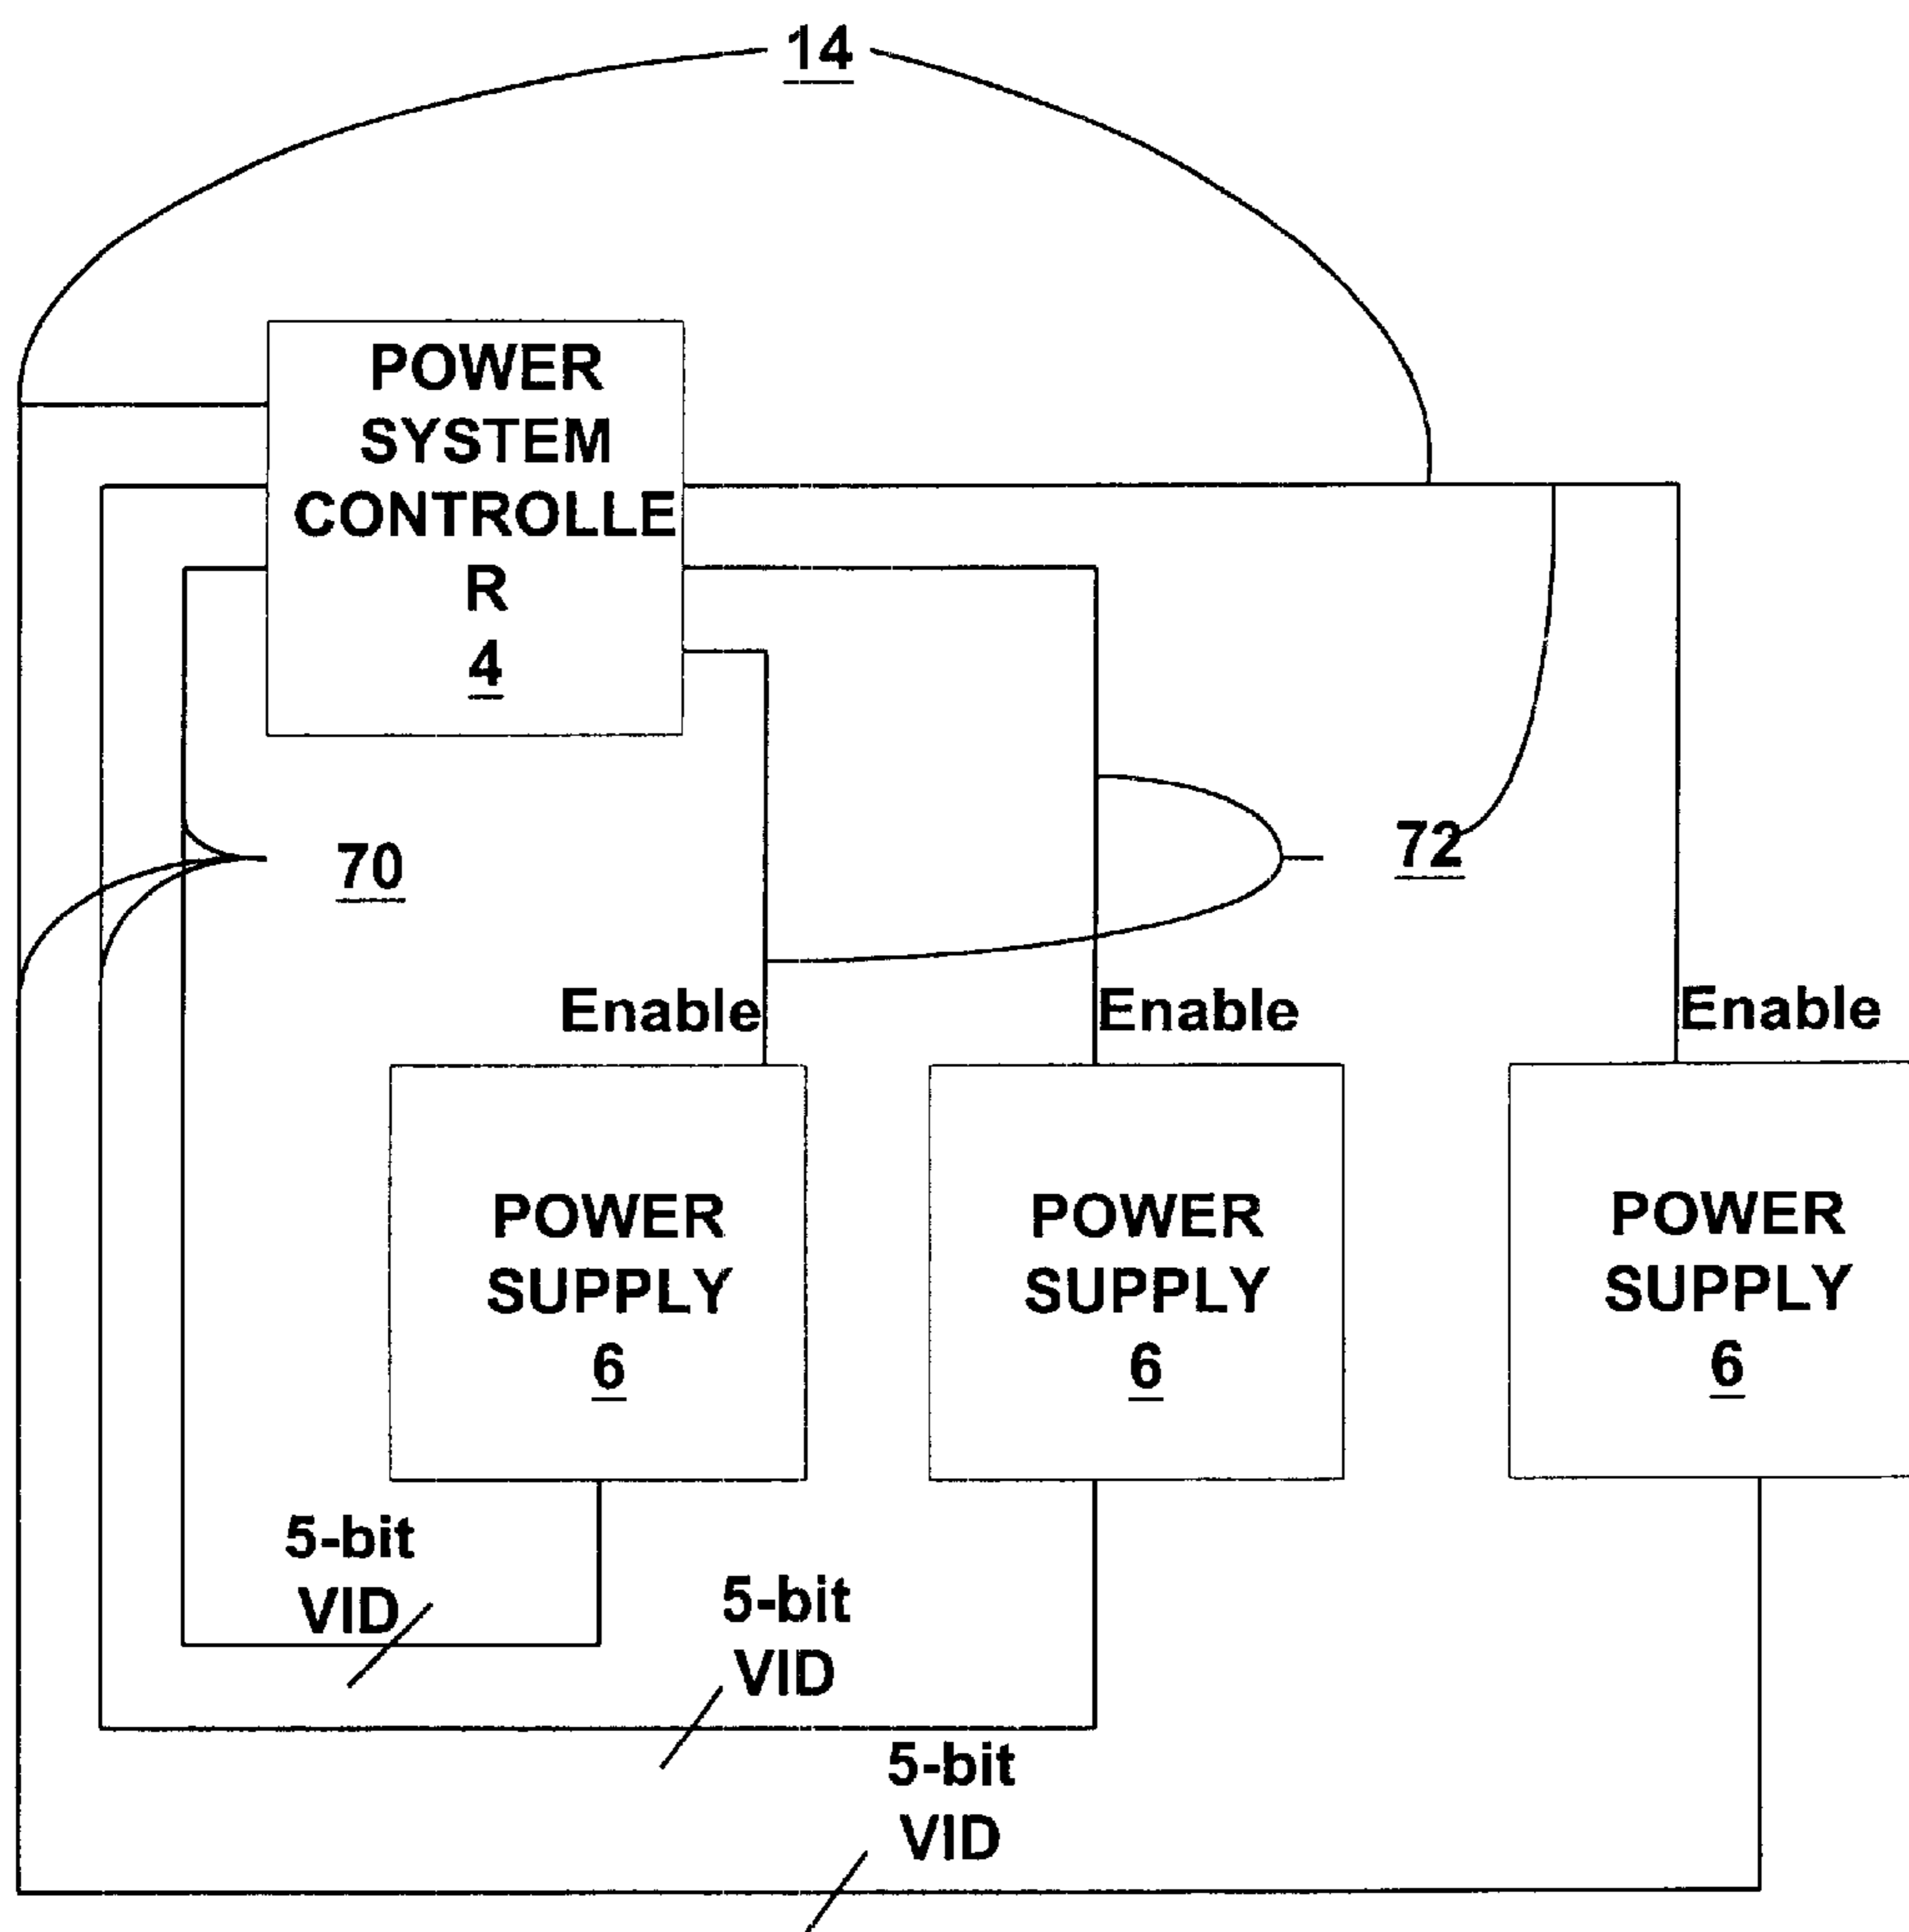 14
POWER
SYSTEM
CONTROLLE
R
4
70
72
Enable
Enable
Enable
POWER
SUPPLY
6
POWER
SUPPLY
6
POWER
SUPPLY
6
5-bit
VID
5-bit
VID
5-bit
VID